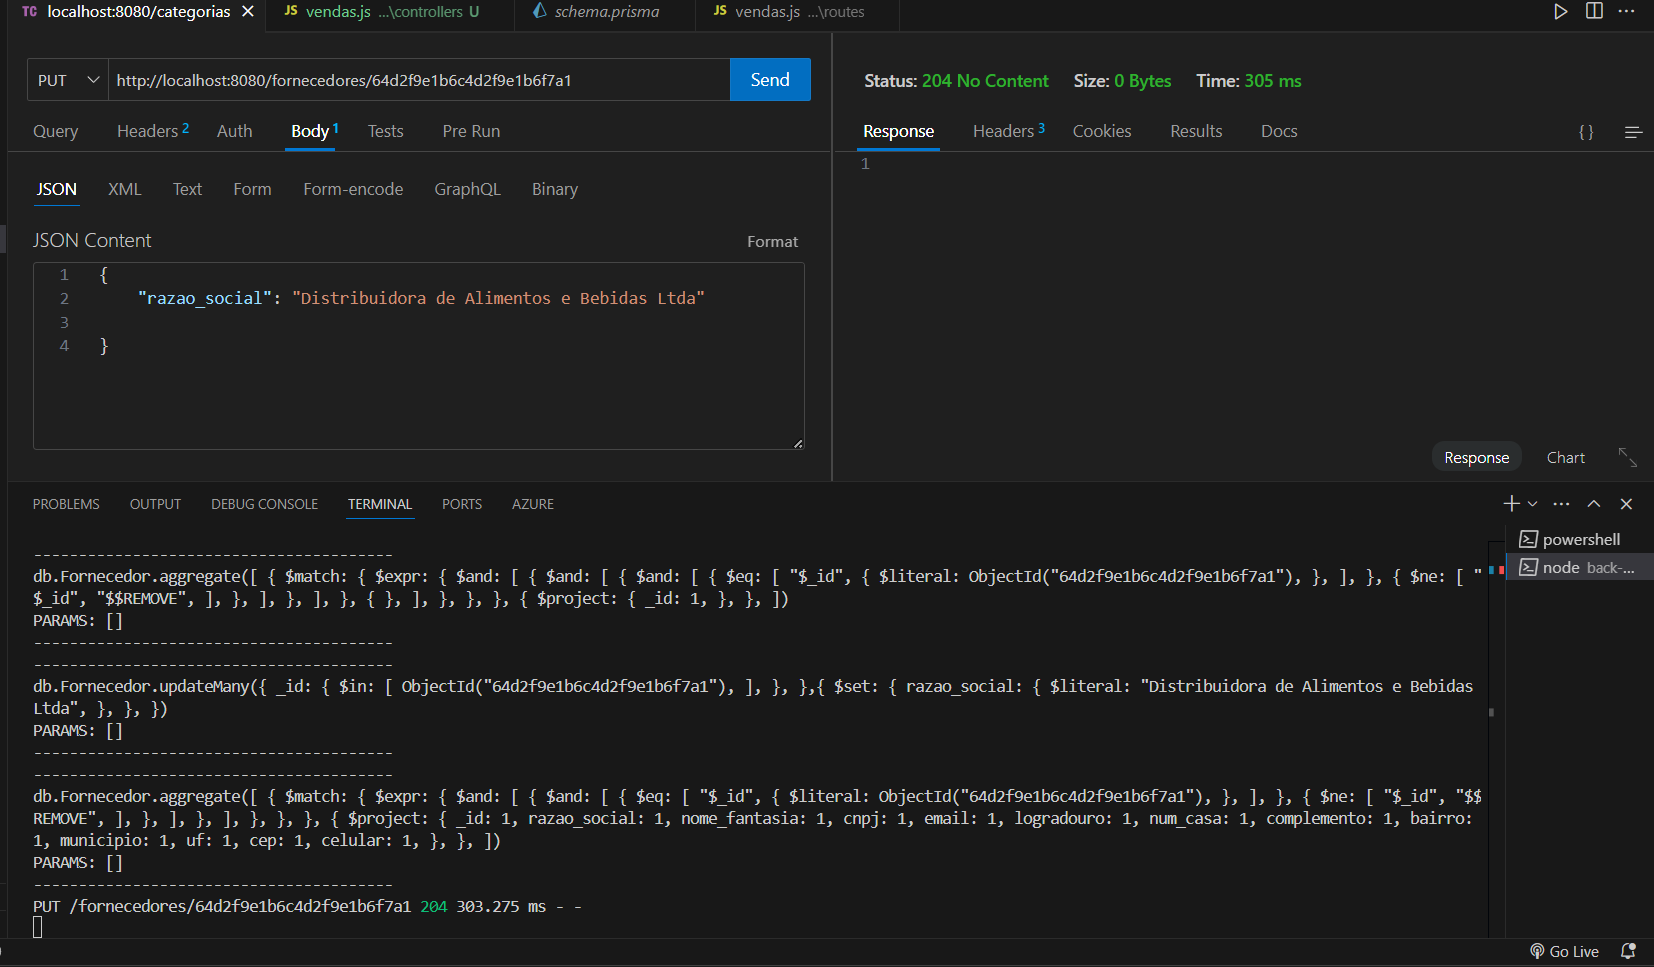 TC localhost:8080/categorias
JS vendas.js ...\controllers U
schema.prisma
JS vendas.js ...\routes
PUT http://localhost:8080/fornecedores/64d2f9e1b6c4d2f9e1b6f7a1 Send
Query Headers 2 Auth Body 1 Tests Pre Run
JSON XML Text Form Form-encode GraphQL Binary
JSON Content Format
1 {
2 "razao_social": "Distribuidora de Alimentos e Bebidas Ltda"
3
4 }
Status: 204 No Content Size: 0 Bytes Time: 305 ms
Response Headers 3 Cookies Results Docs { }
1
Response Chart
PROBLEMS OUTPUT DEBUG CONSOLE TERMINAL PORTS AZURE
----------------------------------------
db.Fornecedor.aggregate([ { $match: { $expr: { $and: [ { $and: [ { $and: [ { $eq: [ "$_id", { $literal: ObjectId("64d2f9e1b6c4d2f9e1b6f7a1"), }, ], }, { $ne: [ "
$_id", "$$REMOVE", ], }, ], }, ], }, { }, ], }, }, }, { $project: { _id: 1, }, }, ])
PARAMS: []
----------------------------------------
----------------------------------------
db.Fornecedor.updateMany({ _id: { $in: [ ObjectId("64d2f9e1b6c4d2f9e1b6f7a1"), ], }, },{ $set: { razao_social: { $literal: "Distribuidora de Alimentos e Bebidas
Ltda", }, }, })
PARAMS: []
----------------------------------------
----------------------------------------
db.Fornecedor.aggregate([ { $match: { $expr: { $and: [ { $and: [ { $eq: [ "$_id", { $literal: ObjectId("64d2f9e1b6c4d2f9e1b6f7a1"), }, ], }, { $ne: [ "$_id", "$$
REMOVE", ], }, ], }, ], }, }, }, { $project: { _id: 1, razao_social: 1, nome_fantasia: 1, cnpj: 1, email: 1, logradouro: 1, num_casa: 1, complemento: 1, bairro:
1, municipio: 1, uf: 1, cep: 1, celular: 1, }, }, ])
PARAMS: []
----------------------------------------
PUT /fornecedores/64d2f9e1b6c4d2f9e1b6f7a1 204 303.275 ms - -
powershell
node back-...
Go Live